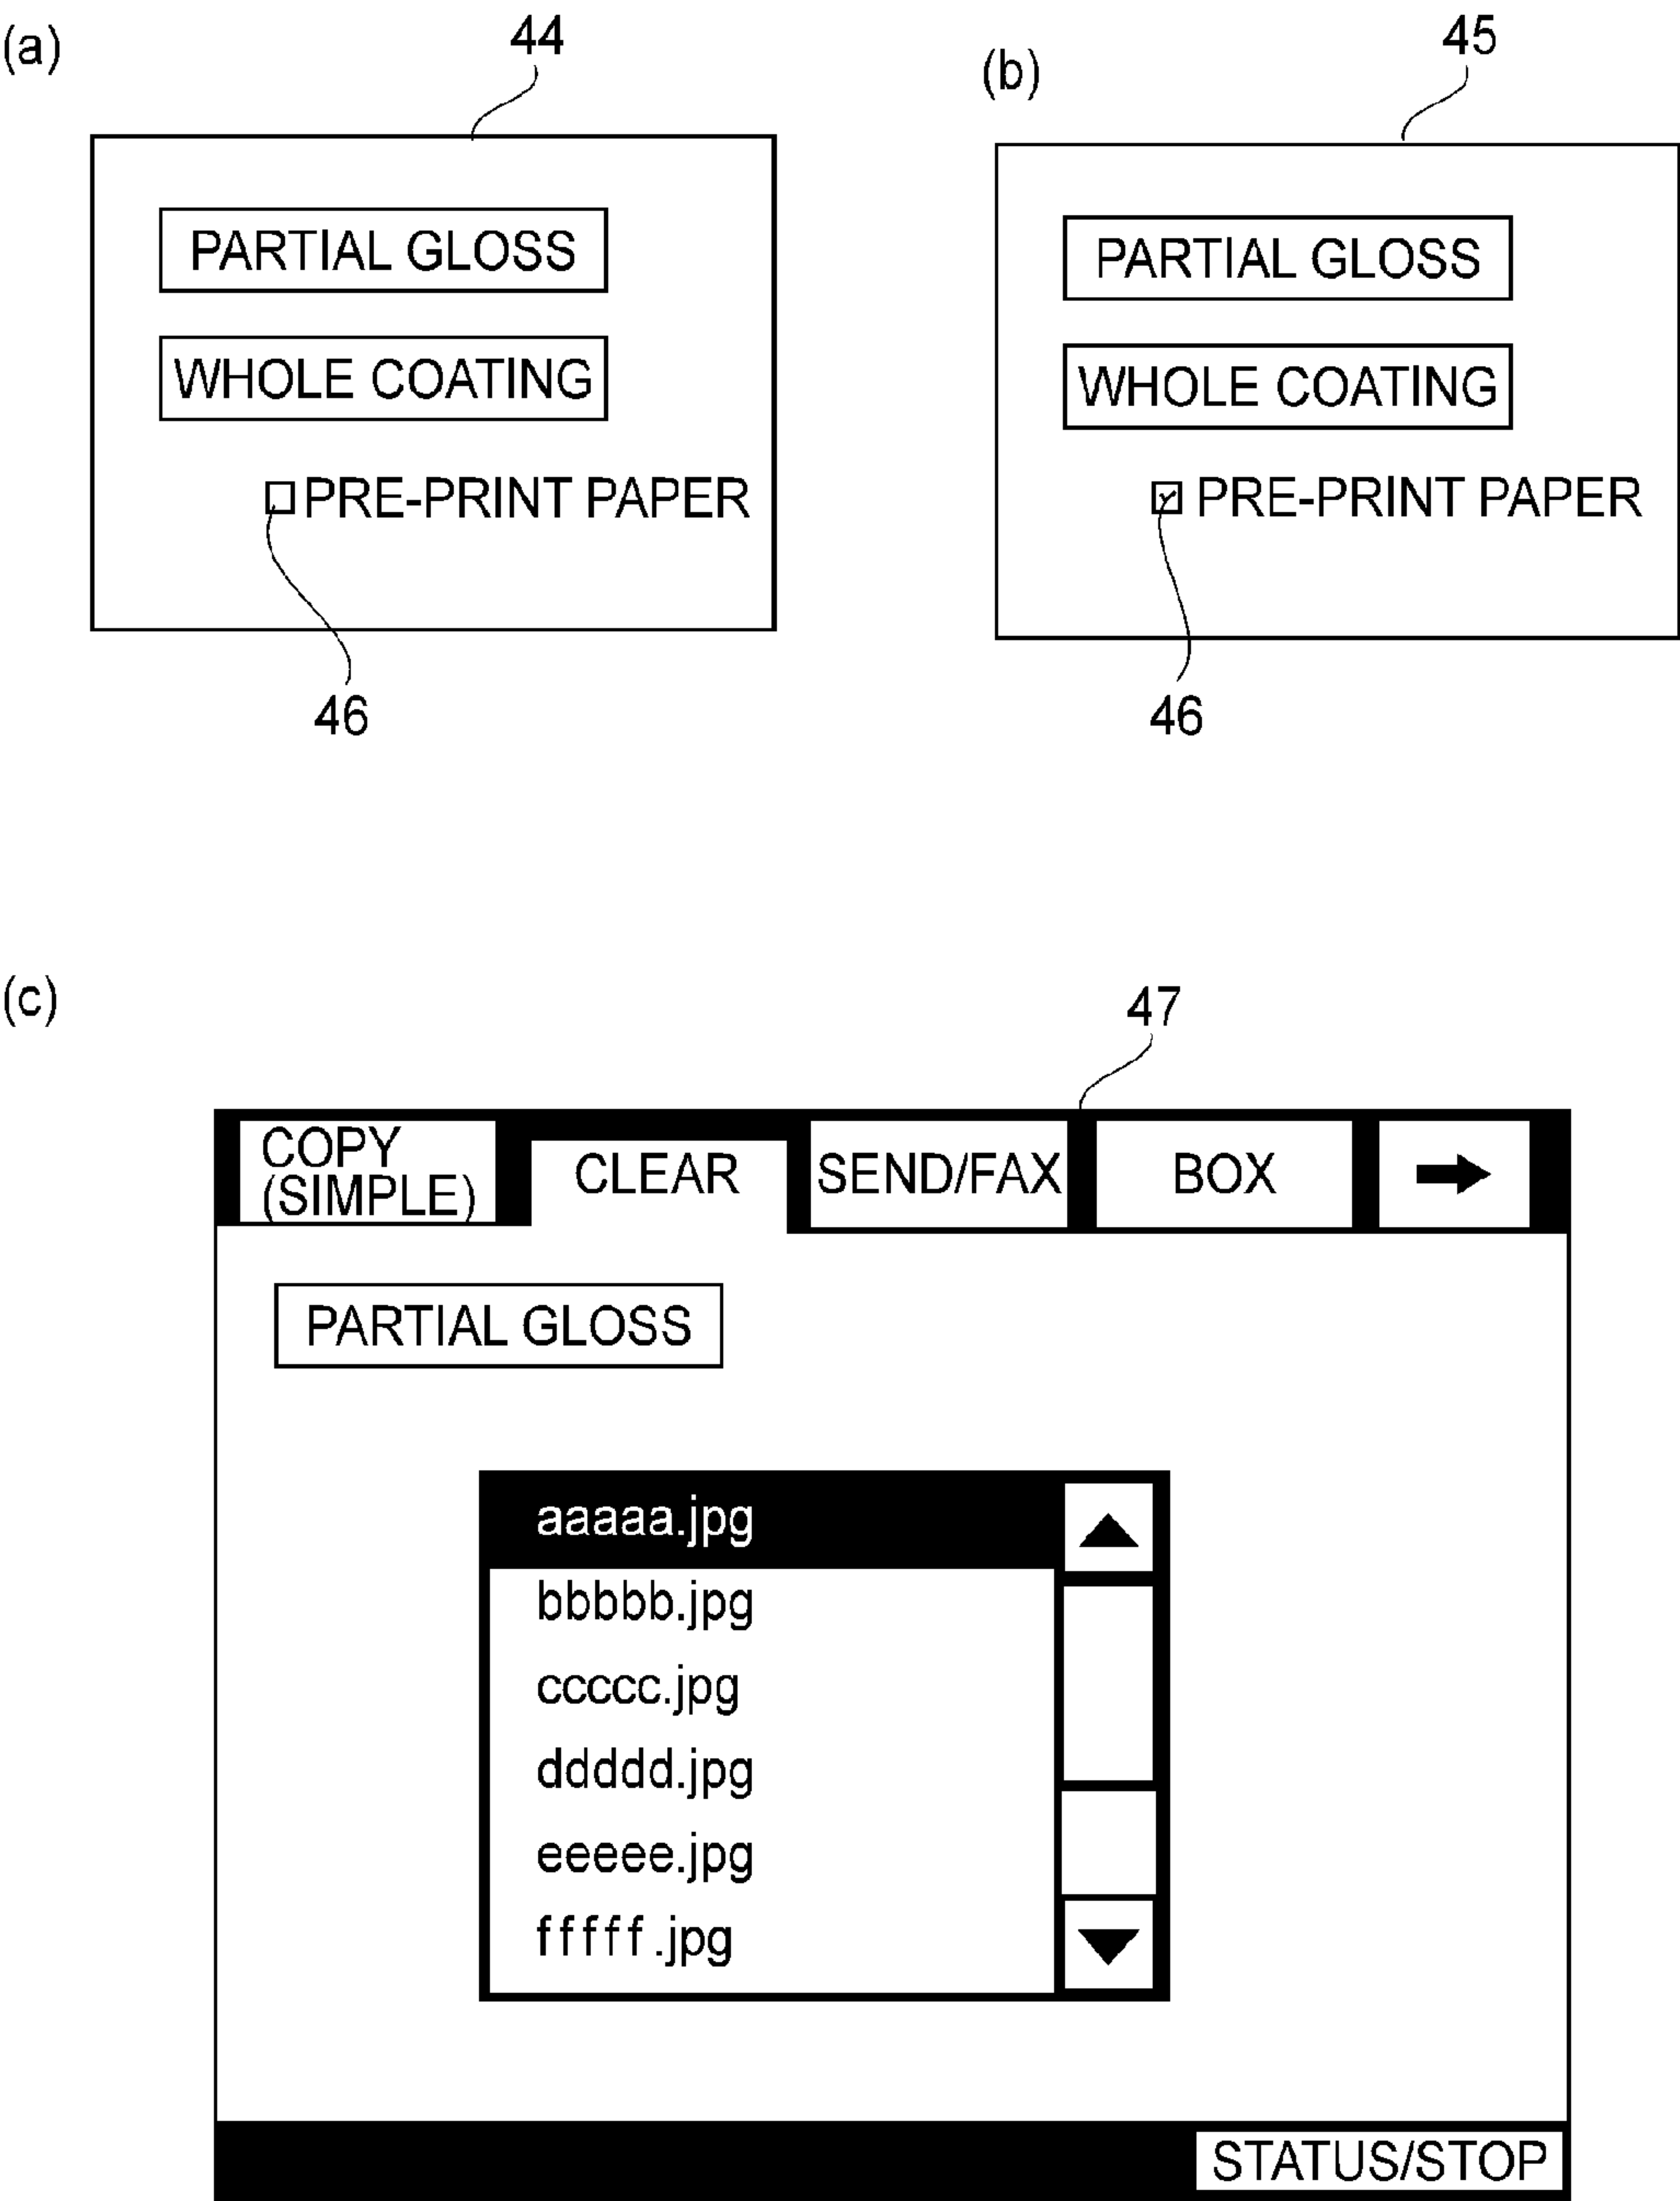 (a)
44
PARTIAL GLOSS
WHOLE COATING
PRE-PRINT PAPER
46
(b)
45
PARTIAL GLOSS
WHOLE COATING
PRE-PRINT PAPER
46
(c)
47
COPY
(SIMPLE)
CLEAR
SEND/FAX
BOX
PARTIAL GLOSS
aaaaa.jpg
bbbbb.jpg
ccccc.jpg
ddddd.jpg
eeeee.jpg
fffff.jpg
STATUS/STOP